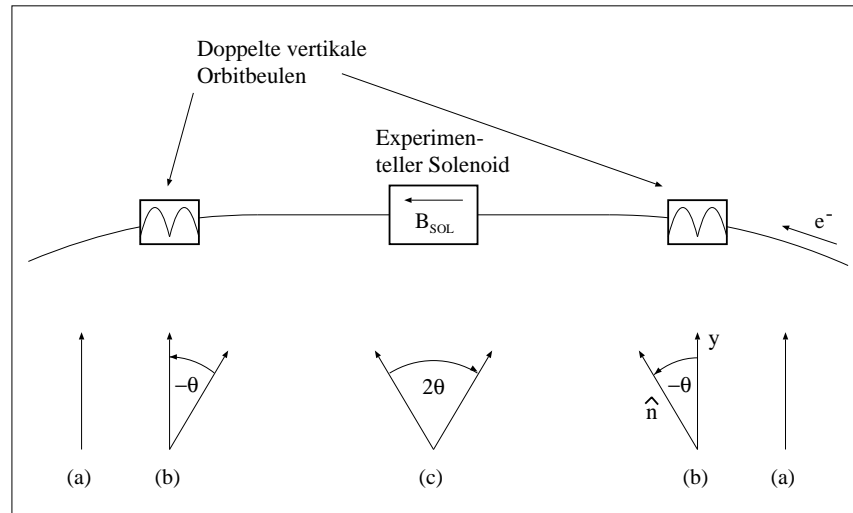 Doppelte vertikale
Orbitbeulen
Experimen-
teller Solenoid
B_SOL
e⁻
−θ
2θ
y
−θ
n̂
(a)
(b)
(c)
(b)
(a)